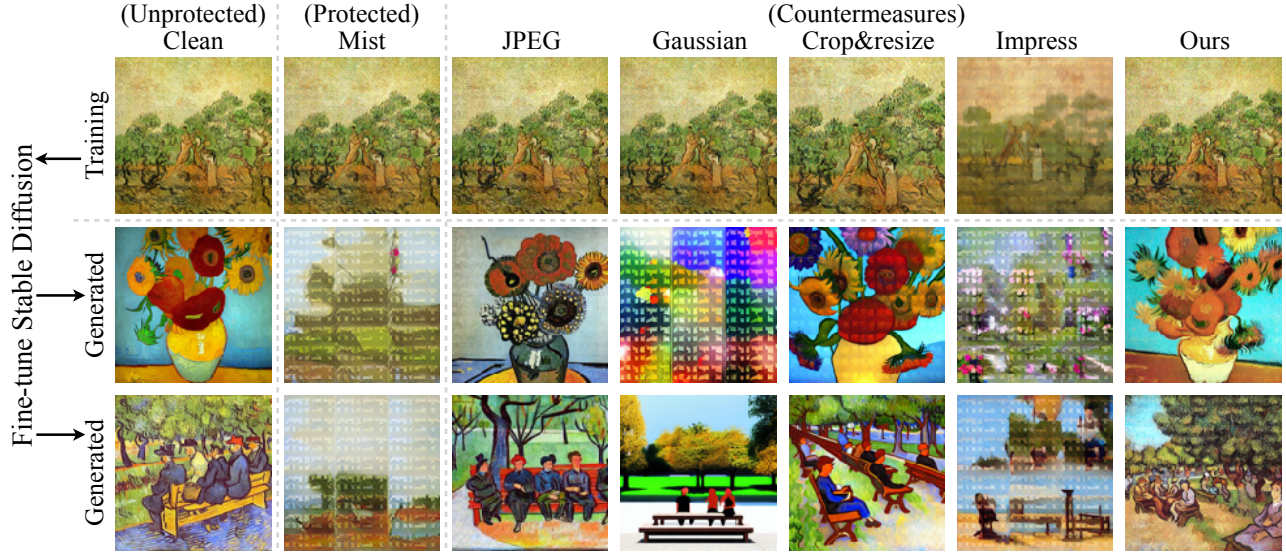 (Unprotected) (Protected) (Countermeasures)
Clean Mist JPEG Gaussian Crop&resize Impress Ours
Fine-tune Stable Diffusion
Training
Generated
Generated